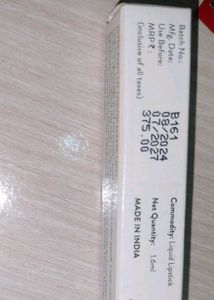 Batch No.:
Mfg. Date:
Use Before:
MRP ₹:
(inclusive of all taxes)
B161
08/2024
07/2027
375.00
Commodity: Liquid Lipstick
Net Quantity: 1.6ml
MADE IN INDIA